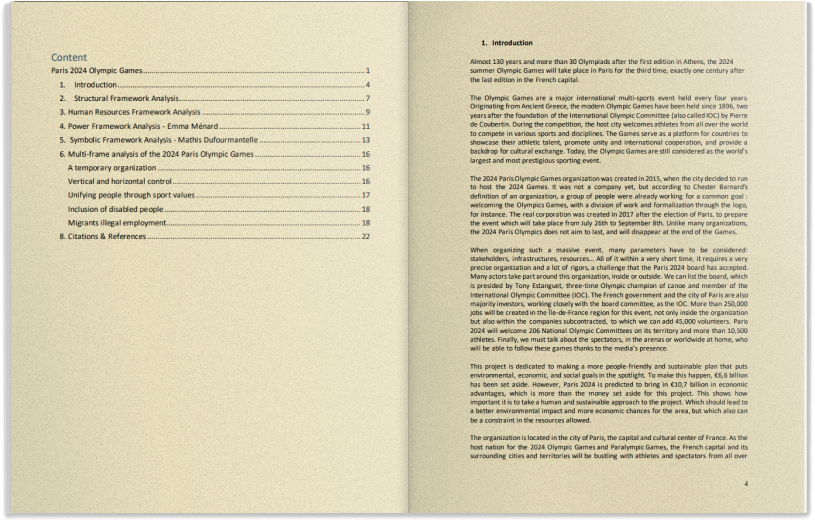 Content
Paris 2024 Olympic Games 1
1. Introduction 4
2. Structural Framework Analysis 7
3. Human Resources Framework Analysis 9
4. Power Framework Analysis - Emma Ménard 11
5. Symbolic Framework Analysis - Mathis Dufourmantelle 13
6. Multi-frame analysis of the 2024 Paris Olympic Games 16
A temporary organization 16
Vertical and horizontal control 16
Unifying people through sport values 17
Inclusion of disabled people 18
Migrants illegal employment 18
8. Citations & References 22
1. Introduction
Almost 130 years and more than 30 Olympiads after the first edition in Athens, the 2024
summer Olympic Games will take place in Paris for the third time, exactly one century after
the last edition in the French capital.
The Olympic Games are a major international multi-sports event held every four years.
Originating from Ancient Greece, the modern Olympic Games have been held since 1896, two
years after the foundation of the International Olympic Committee (also called IOC) by Pierre
de Coubertin. During the competition, the host city welcomes athletes from all over the world
to compete in various sports and disciplines. The Games serve as a platform for countries to
showcase their athletic talent, promote unity and international cooperation, and provide a
backdrop for cultural exchange. Today, the Olympic Games are still considered as the world's
largest and most prestigious sporting event.
The 2024 Paris Olympic Games organization was created in 2015, when the city decided to run
to host the 2024 Games. It was not a company yet, but according to Chester Barnard's
definition of an organization, a group of people were already working for a common goal :
welcoming the Olympics Games, with a division of work and formalization through the logo,
for instance. The real corporation was created in 2017 after the election of Paris, to prepare
the event which will take place from July 26th to September 8th. Unlike many organizations,
the 2024 Paris Olympics does not aim to last, and will disappear at the end of the Games.
When organizing such a massive event, many parameters have to be considered:
stakeholders, infrastructures, resources... All of it within a very short time, it requires a very
precise organization and a lot of rigors, a challenge that the Paris 2024 board has accepted.
Many actors take part around this organization, inside or outside. We can list the board, which
is presided by Tony Estanguet, three-time Olympic champion of canoe and member of the
International Olympic Committee (IOC). The French government and the city of Paris are also
majority investors, working closely with the board committee, as the IOC. More than 250,000
jobs will be created in the Île-de-France region for this event, not only inside the organization
but also within the companies subcontracted, to which we can add 45,000 volunteers. Paris
2024 will welcome 206 National Olympic Committees on its territory and more than 10,500
athletes. Finally, we must talk about the spectators, in the arenas or worldwide at home, who
will be able to follow these games thanks to the media's presence.
This project is dedicated to making a more people-friendly and sustainable plan that puts
environmental, economic, and social goals in the spotlight. To make this happen, €6,6 billion
has been set aside. However, Paris 2024 is predicted to bring in €10,7 billion in economic
advantages, which is more than the money set aside for this project. This shows how
important it is to take a human and sustainable approach to the project. Which should lead to
a better environmental impact and more economic chances for the area, but which also can
be a constraint in the resources allowed.
The organization is located in the city of Paris, the capital and cultural center of France. As the
host nation for the 2024 Olympic Games and Paralympic Games, the French capital and its
surrounding cities and territories will be bustling with athletes and spectators from all over
4